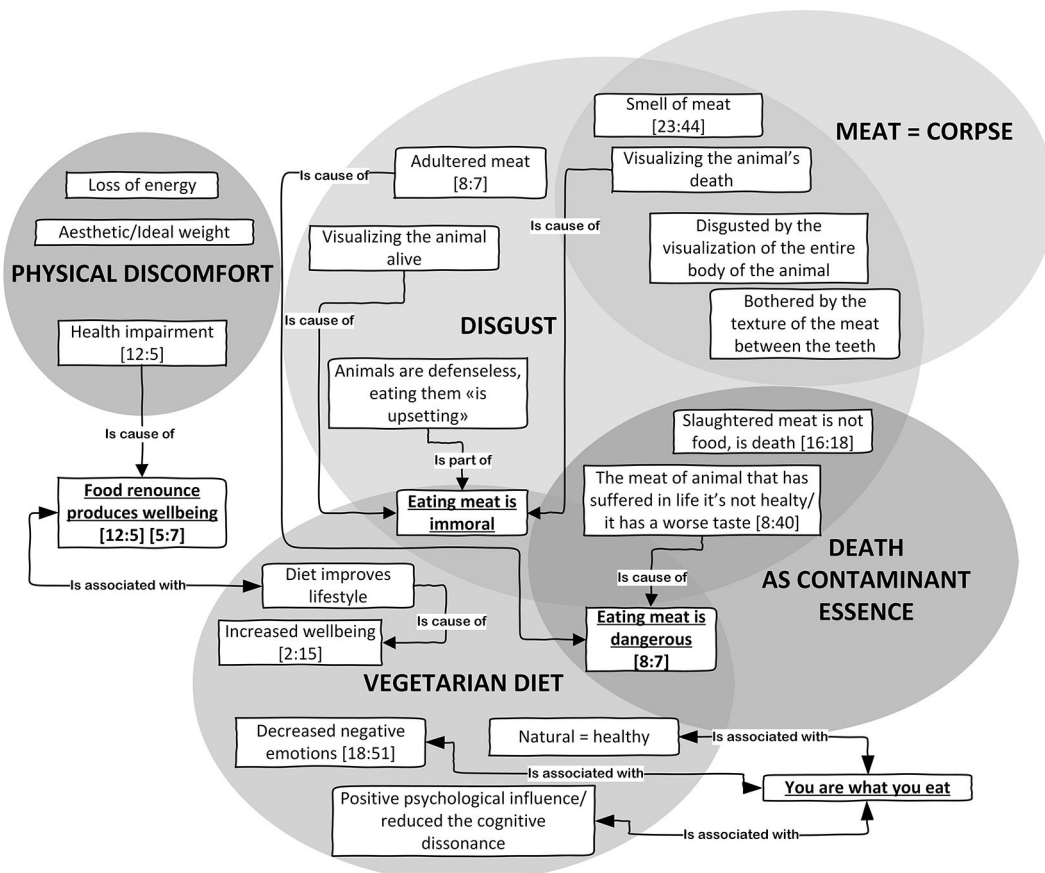 Smell of meat
[23:44]
MEAT = CORPSE
Adultered meat
[8:7]
Is cause of
Visualizing the animal's
death
Loss of energy
Is cause of
Aesthetic/Ideal weight
Visualizing the animal
alive
Disgusted by the
visualization of the entire
body of the animal
PHYSICAL DISCOMFORT
Bothered by the
texture of the meat
between the teeth
Is cause of
DISGUST
Health impairment
[12:5]
Animals are defenseless,
eating them «is
upsetting»
Slaughtered meat is not
food, is death [16:18]
Is cause of
Is part of
The meat of animal that has
suffered in life it's not healty/
it has a worse taste [8:40]
Food renounce
produces wellbeing
[12:5] [5:7]
Eating meat is
immoral
DEATH
AS CONTAMINANT
ESSENCE
Is associated with
Diet improves
lifestyle
Is cause of
Is cause of
Increased wellbeing
[2:15]
Eating meat is
dangerous
[8:7]
VEGETARIAN DIET
Decreased negative
emotions [18:51]
Natural = healthy
Is associated with
Is associated with
You are what you eat
Positive psychological influence/
reduced the cognitive
dissonance
Is associated with